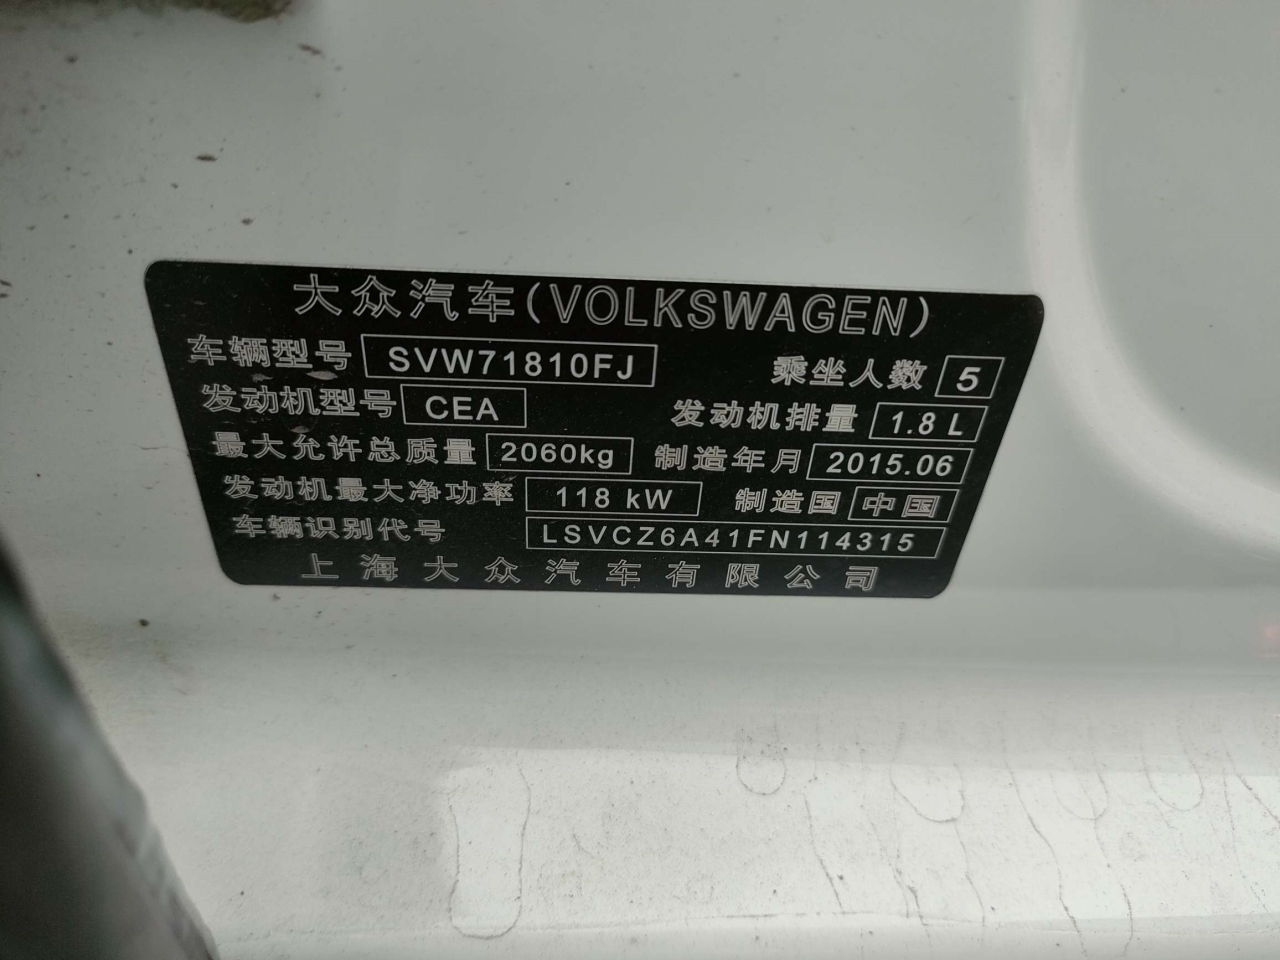 大众汽车(VOLKSWAGEN)
车辆型号 SVW71810FJ 乘坐人数 5
发动机型号 CEA 发动机排量 1.8 L
最大允许总质量 2060kg 制造年月 2015.06
发动机最大净功率 118 kW 制造国 中国
车辆识别代号 LSVCZ6A41FN114315
上海大众汽车有限公司